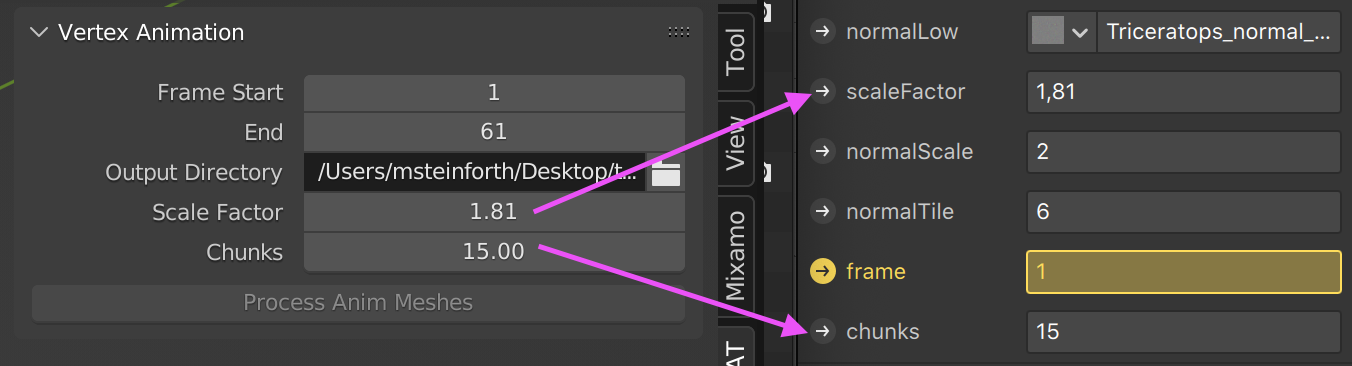 Vertex Animation
Frame Start 1
End 61
Output Directory /Users/msteinforth/Desktop/t...
Scale Factor 1.81
Chunks 15.00
Process Anim Meshes
Tool
View
Mixamo
AT
normalLow Triceratops_normal_...
scaleFactor 1,81
normalScale 2
normalTile 6
frame 1
chunks 15